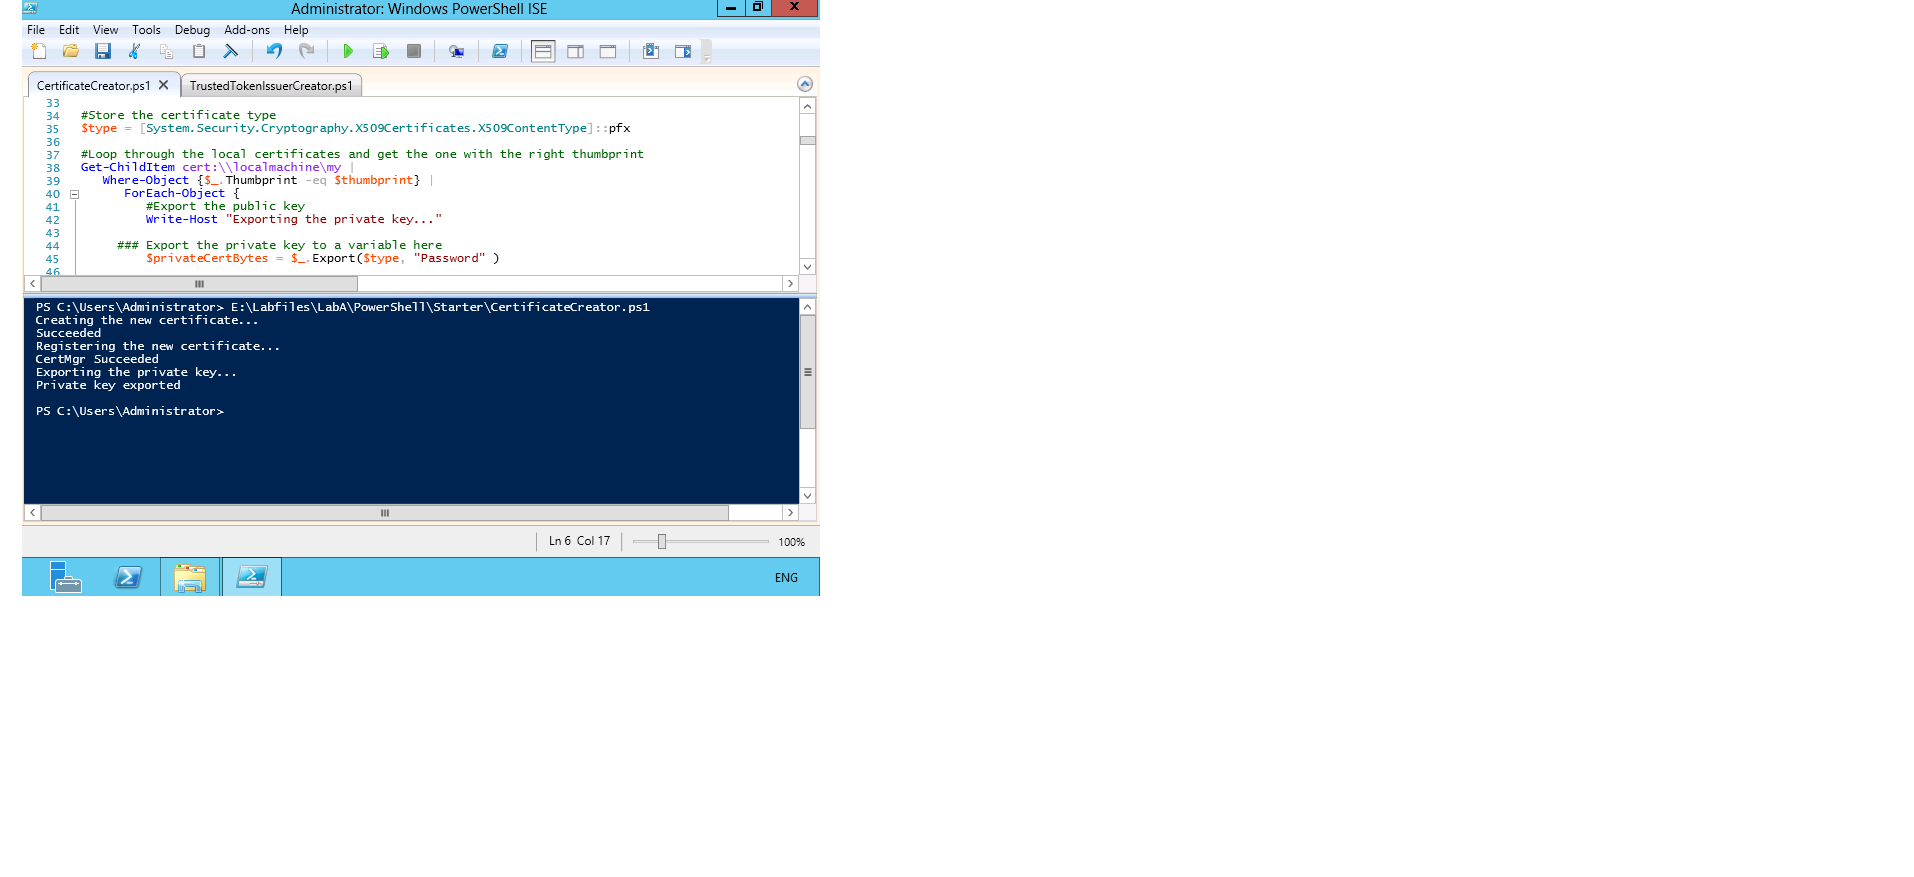 Administrator: Windows PowerShell ISE
File Edit View Tools Debug Add-ons Help
CertificateCreator.ps1 TrustedTokenIssuerCreator.ps1
33
34 #Store the certificate type
35 $type = [System.Security.Cryptography.X509Certificates.X509ContentType]::pfx
36
37 #Loop through the local certificates and get the one with the right thumbprint
38 Get-ChildItem cert:\\localmachine\my |
39 Where-Object {$_.Thumbprint -eq $thumbprint} |
40 ForEach-Object {
41 #Export the public key
42 Write-Host "Exporting the private key..."
43
44 ### Export the private key to a variable here
45 $privateCertBytes = $_.Export($type, "Password" )
46
PS C:\Users\Administrator> E:\Labfiles\LabA\PowerShell\Starter\CertificateCreator.ps1
Creating the new certificate...
Succeeded
Registering the new certificate...
CertMgr Succeeded
Exporting the private key...
Private key exported
PS C:\Users\Administrator>
Ln 6 Col 17 100%
ENG